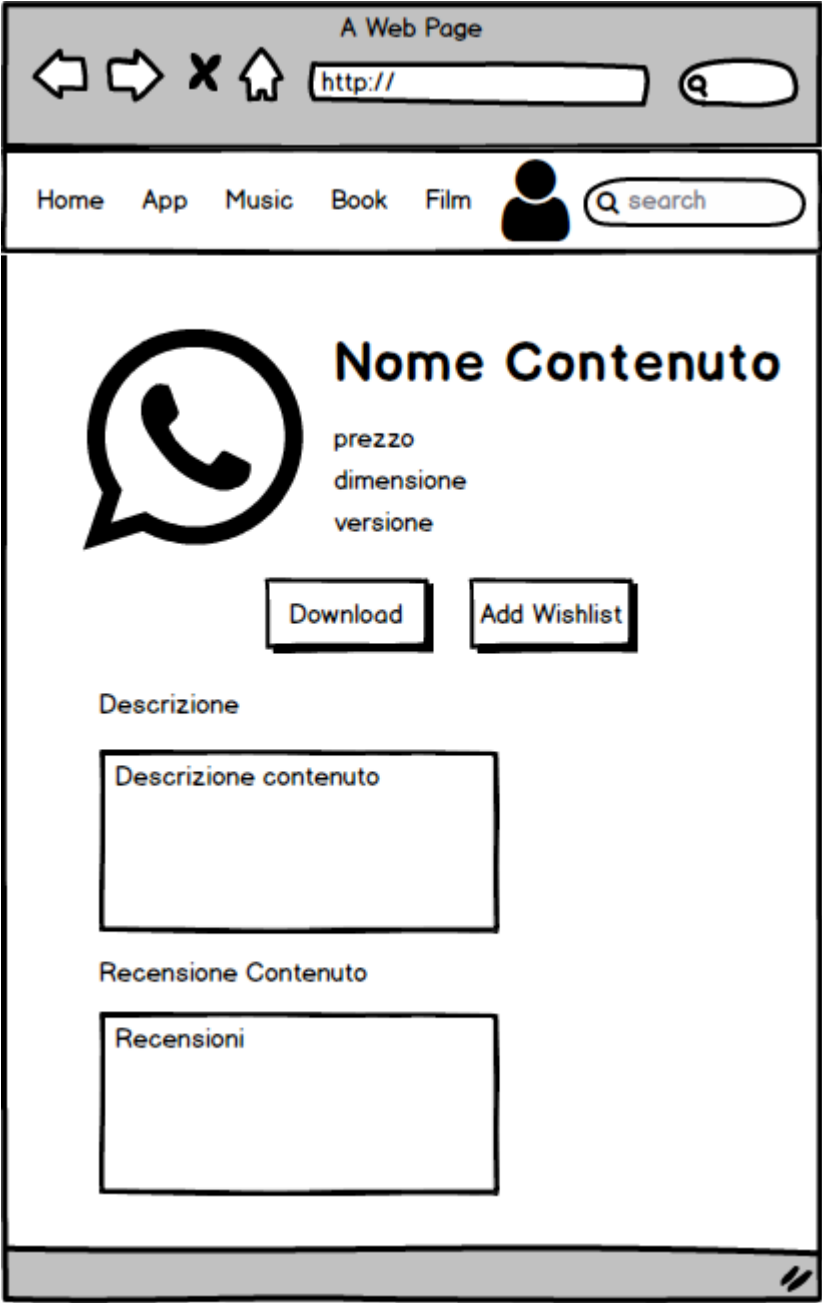 A Web Page
http://
Home App Music Book Film search
Nome Contenuto
prezzo
dimensione
versione
Download Add Wishlist
Descrizione
Descrizione contenuto
Recensione Contenuto
Recensioni